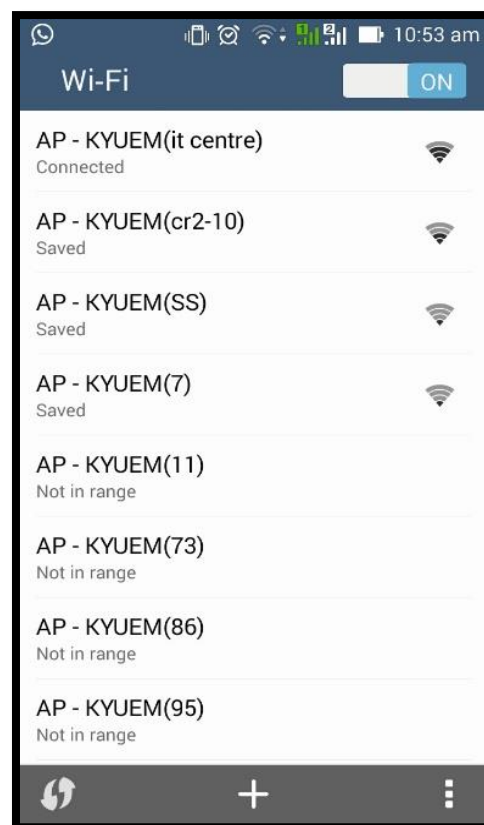 1 2 10:53 am
Wi-Fi ON
AP - KYUEM(it centre)
Connected
AP - KYUEM(cr2-10)
Saved
AP - KYUEM(SS)
Saved
AP - KYUEM(7)
Saved
AP - KYUEM(11)
Not in range
AP - KYUEM(73)
Not in range
AP - KYUEM(86)
Not in range
AP - KYUEM(95)
Not in range